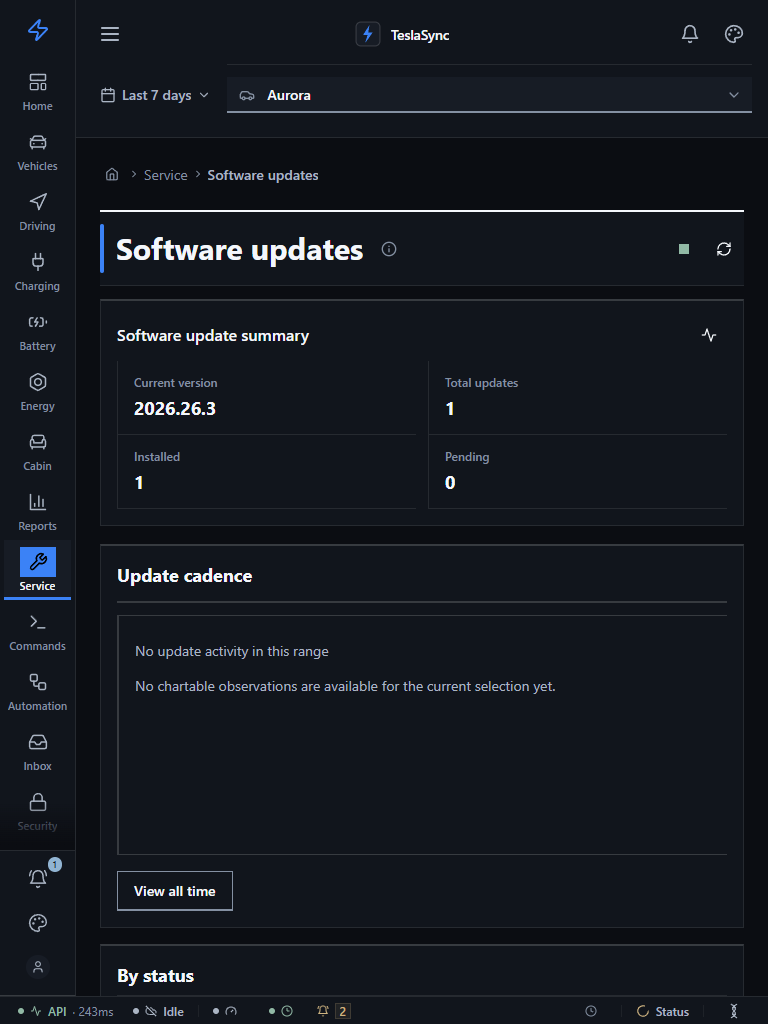 TeslaSync
Last 7 days
Aurora
Home
Vehicles
Driving
Charging
Battery
Energy
Cabin
Reports
Service
Commands
Automation
Inbox
Security
1
Service
Software updates
Software updates
Software update summary
Current version
2026.26.3
Total updates
1
Installed
1
Pending
0
Update cadence
No update activity in this range
No chartable observations are available for the current selection yet.
View all time
By status
API · 243ms
Idle
2
Status